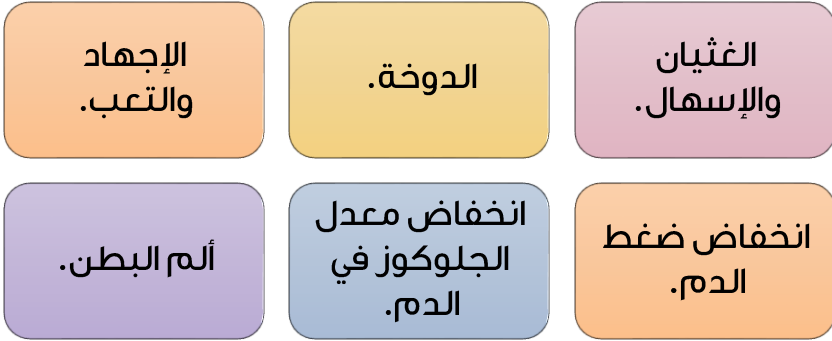 الغثيان
والإسهال.
الدوخة.
الإجهاد
والتعب.
انخفاض ضغط
الدم.
انخفاض معدل
الجلوكوز في
الدم.
ألم البطن.